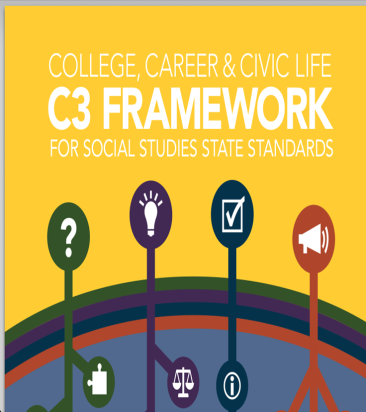 COLLEGE, CAREER & CIVIC LIFE
C3 FRAMEWORK
FOR SOCIAL STUDIES STATE STANDARDS
?
i